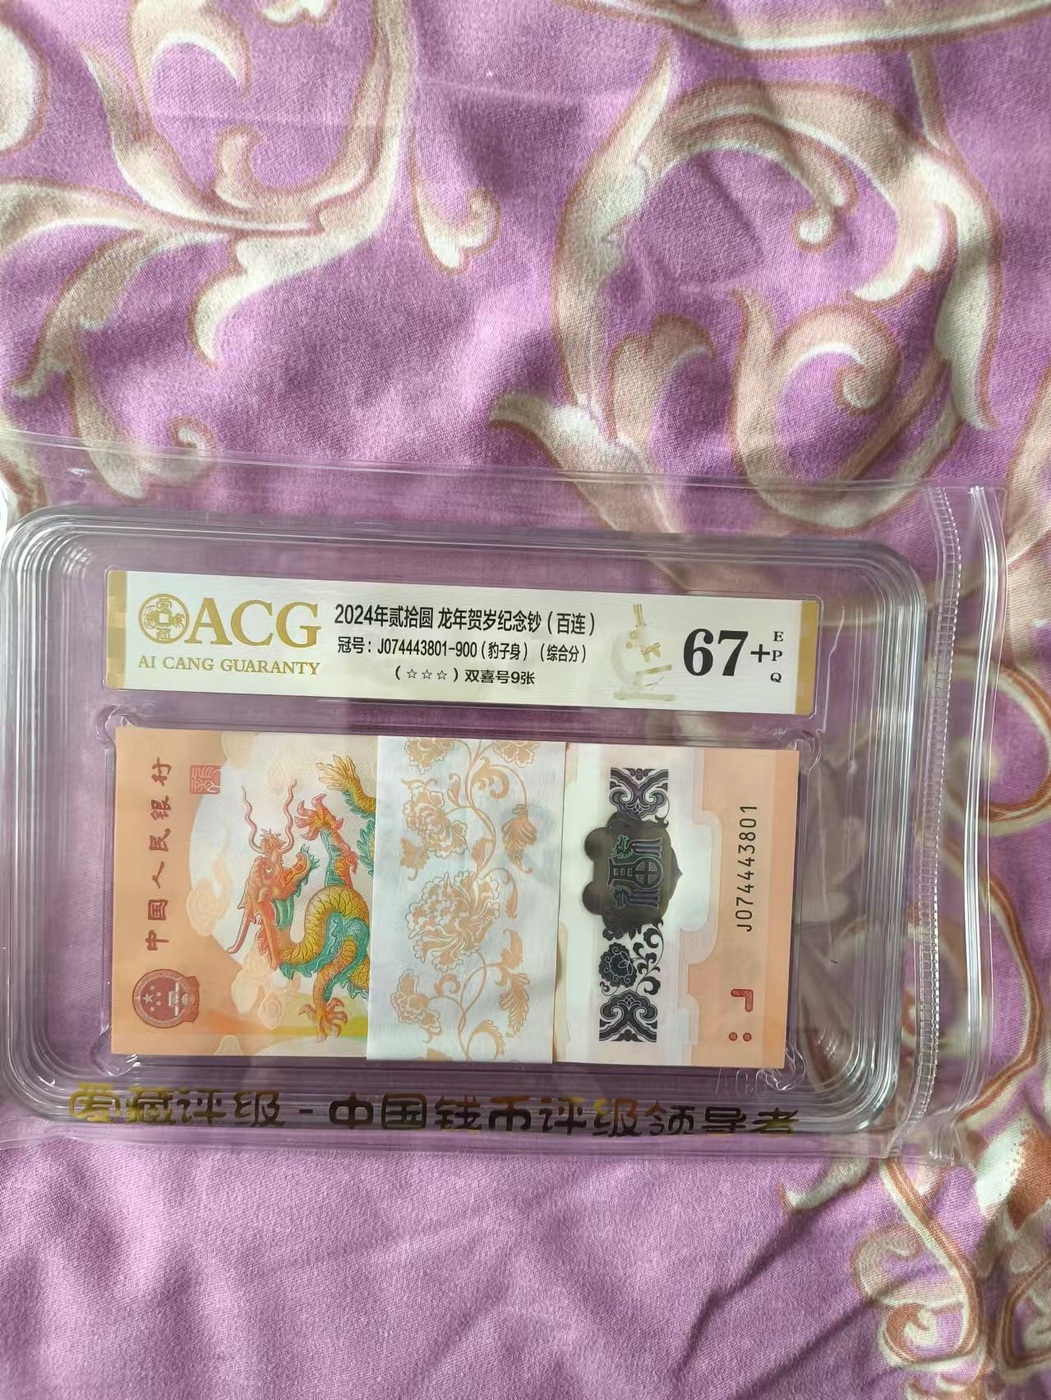 ACG
AI CANG GUARANTY
2024年贰拾圆 龙年贺岁纪念钞（百连）
冠号：J074443801-900（豹子身）（综合分）
（☆☆☆）双喜号9张
67+
EPQ
中国人民银行
J074443801
爱藏评级-中国钱币评级领导者